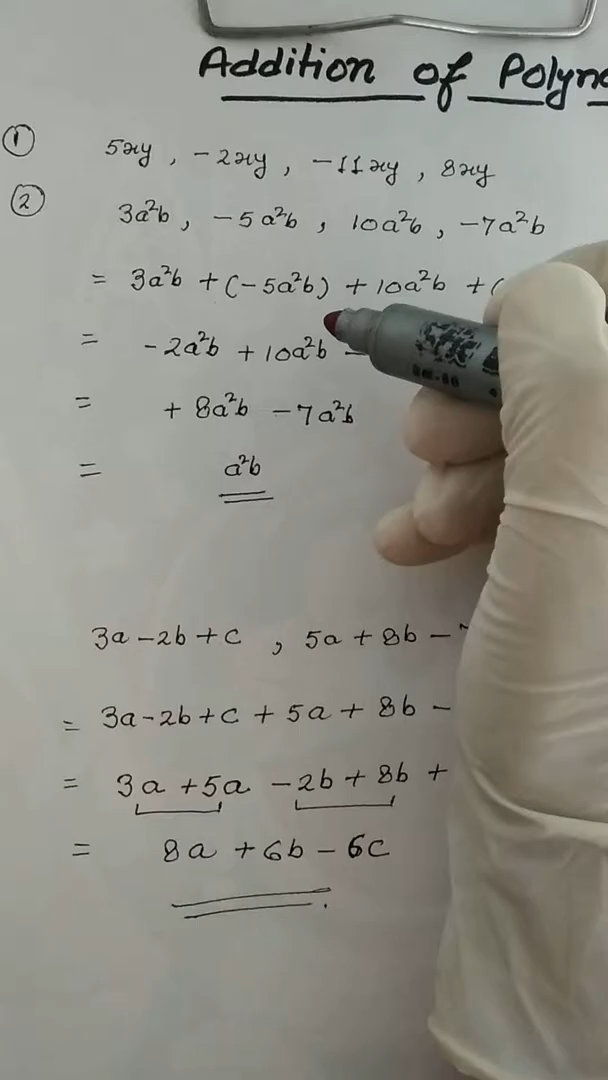 Addition of Polyno
① 5xy , -2xy , -11xy , 8xy
② 3a²b , -5a²b , 10a²b , -7a²b
= 3a²b + (-5a²b) + 10a²b + (
= -2a²b + 10a²b -
= + 8a²b - 7a²b
= a²b
3a - 2b + c , 5a + 8b -
= 3a - 2b + c + 5a + 8b -
= 3a + 5a - 2b + 8b +
= 8a + 6b - 6c